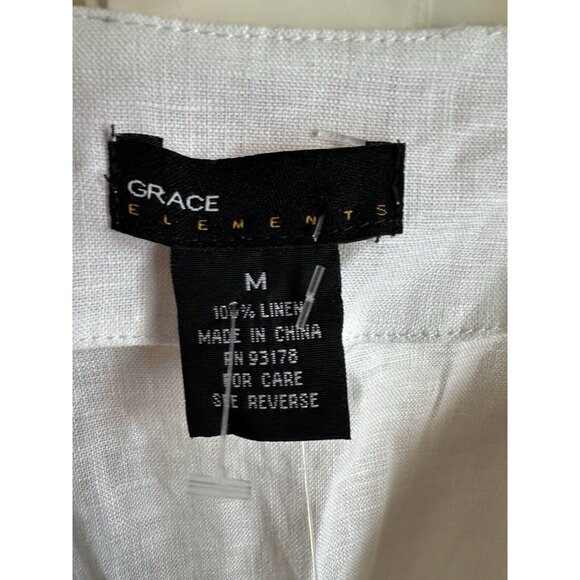 GRACE
ELEMENTS
M
100% LINEN
MADE IN CHINA
RN 93178
FOR CARE
SEE REVERSE